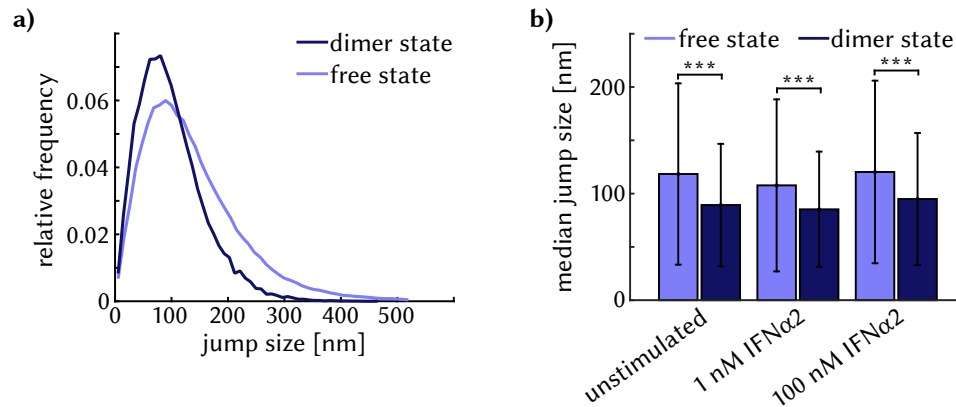 a)
dimer state
free state
relative frequency
0.06
0.04
0.02
0
0 100 200 300 400 500
jump size [nm]
b)
free state dimer state
*** *** ***
median jump size [nm]
200
100
0
unstimulated
1 nM IFNα2
100 nM IFNα2